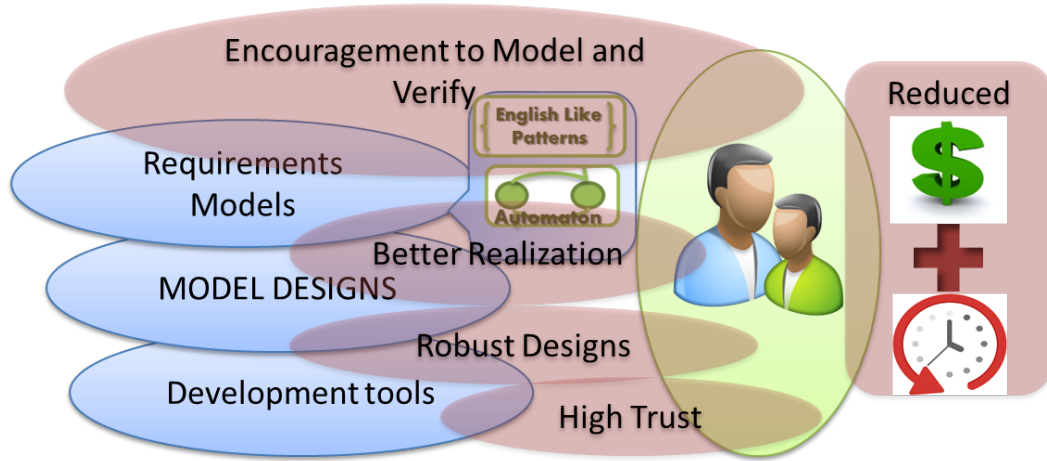 Encouragement to Model and
Verify
Reduced
{ English Like
Patterns }
Requirements
Models
Automaton
Better Realization
MODEL DESIGNS
Robust Designs
Development tools
High Trust
$